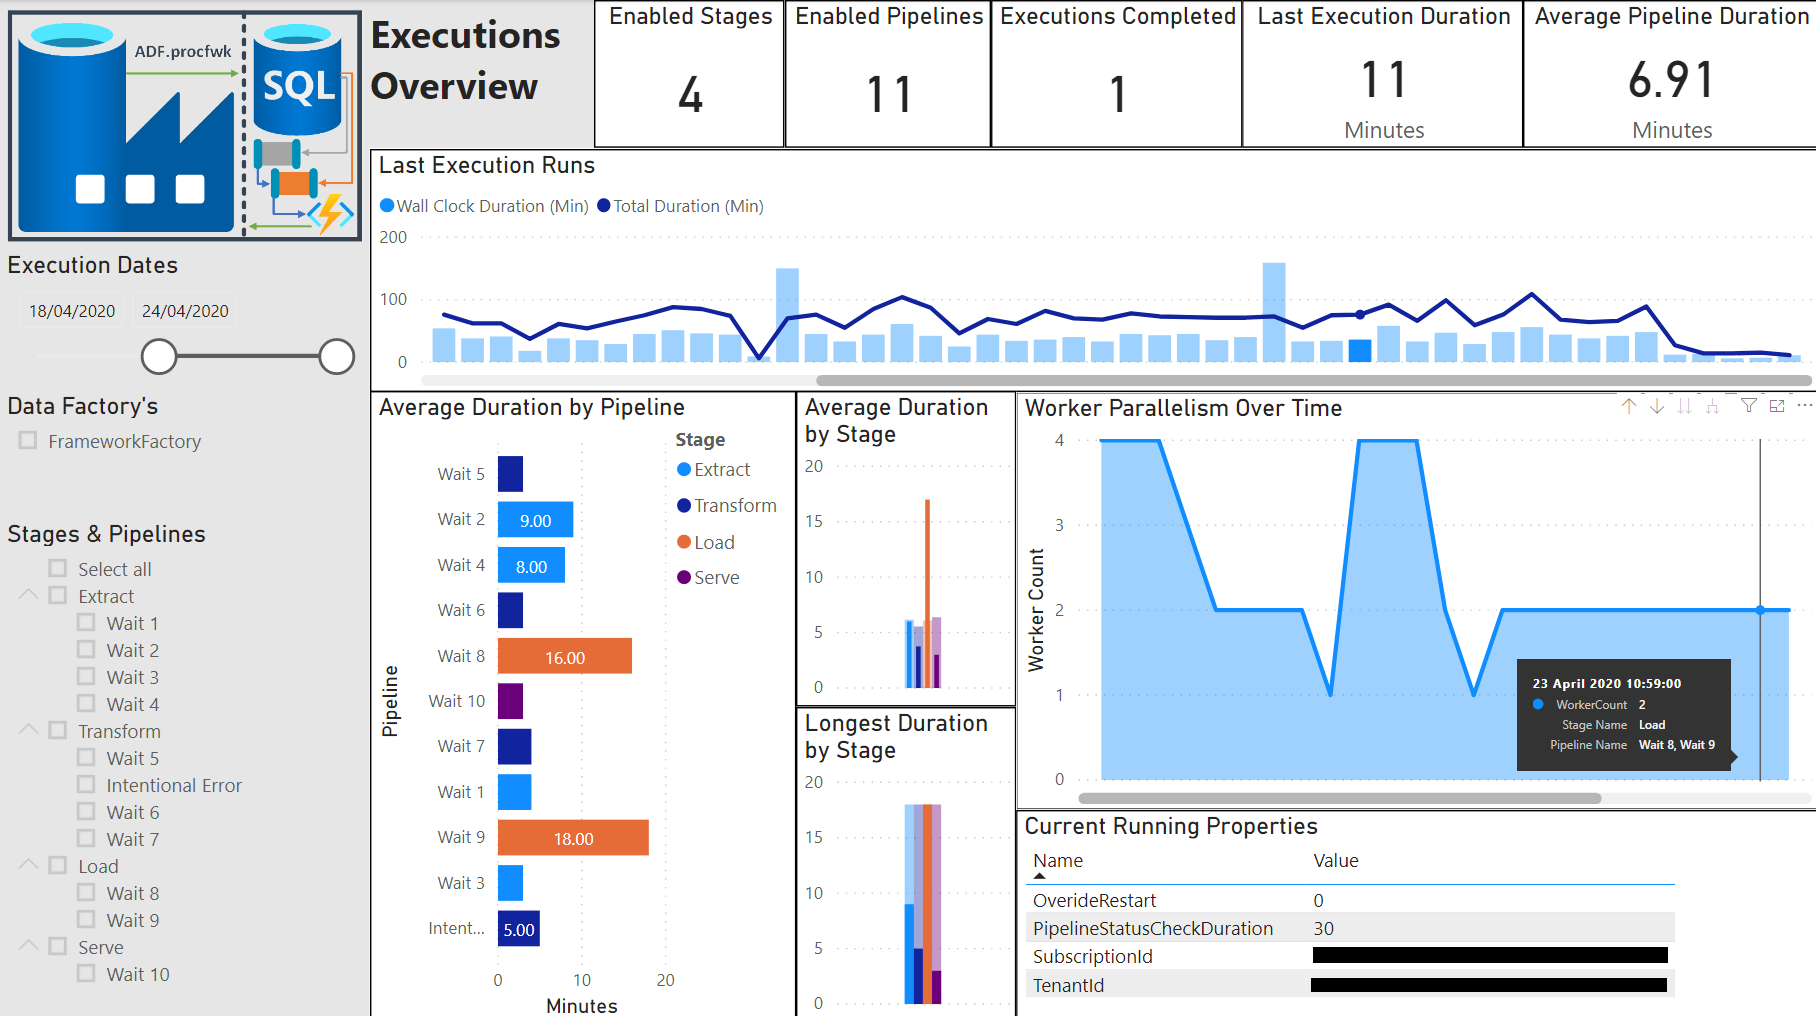 ADF.procfwk
SQL
Executions
Overview
Enabled Stages
4
Enabled Pipelines
11
Executions Completed
1
Last Execution Duration
11
Minutes
Average Pipeline Duration
6.91
Minutes
Execution Dates
18/04/2020
24/04/2020
Data Factory's
FrameworkFactory
Stages & Pipelines
Select all
Extract
Wait 1
Wait 2
Wait 3
Wait 4
Transform
Wait 5
Intentional Error
Wait 6
Wait 7
Load
Wait 8
Wait 9
Serve
Wait 10
Last Execution Runs
Wall Clock Duration (Min)
Total Duration (Min)
200
100
0
Average Duration by Pipeline
Stage
Extract
Transform
Load
Serve
Pipeline
Wait 5
Wait 2
9.00
Wait 4
8.00
Wait 6
Wait 8
16.00
Wait 10
Wait 7
Wait 1
Wait 9
18.00
Wait 3
Intent...
5.00
0
10
20
Minutes
Average Duration
by Stage
20
15
10
5
0
Longest Duration
by Stage
20
15
10
5
0
Worker Parallelism Over Time
Worker Count
4
3
2
1
0
23 April 2020 10:59:00
WorkerCount 2
Stage Name Load
Pipeline Name Wait 8, Wait 9
Current Running Properties
Name Value
OverideRestart 0
PipelineStatusCheckDuration 30
SubscriptionId
TenantId